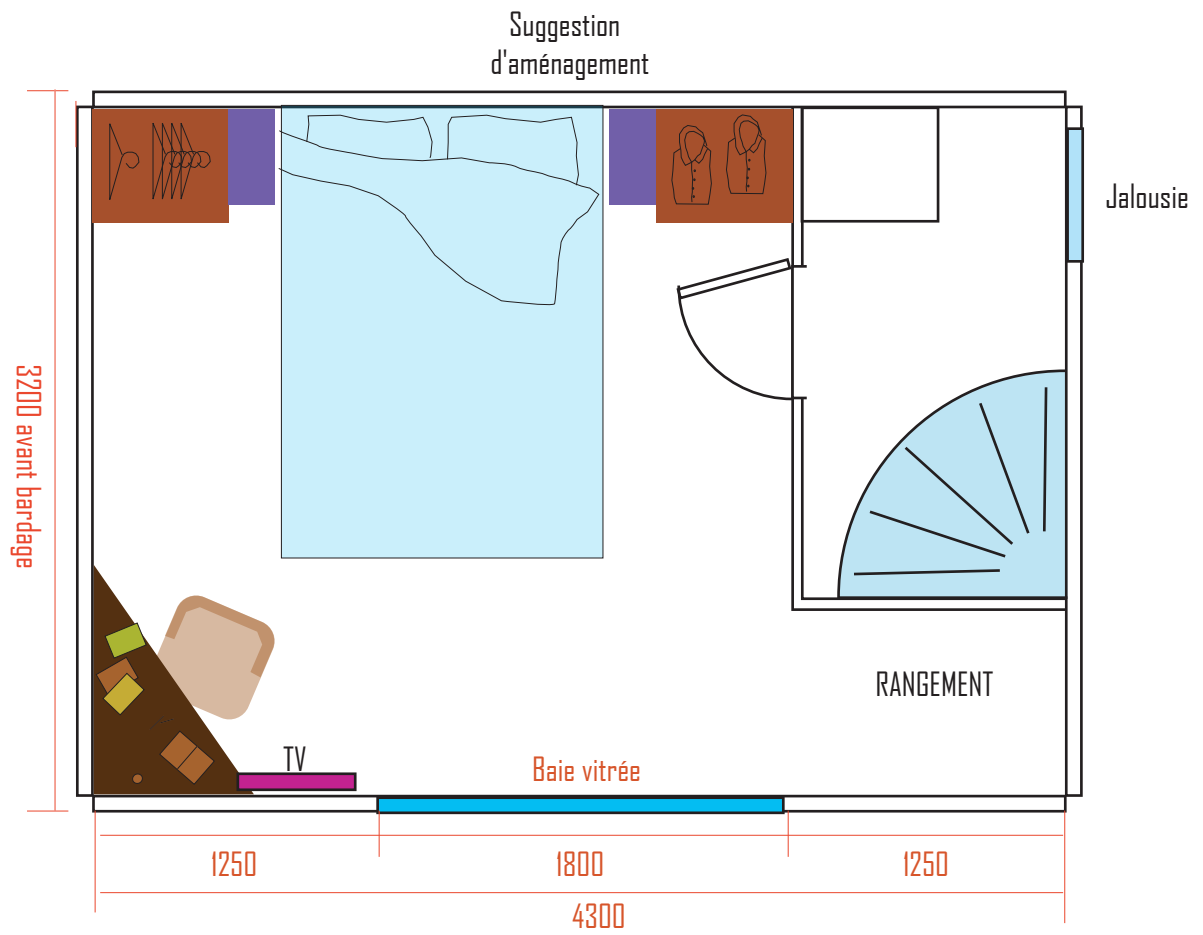 Suggestion
d'aménagement
Jalousie
3200 avant bardage
RANGEMENT
TV
Baie vitrée
1250
1800
1250
4300